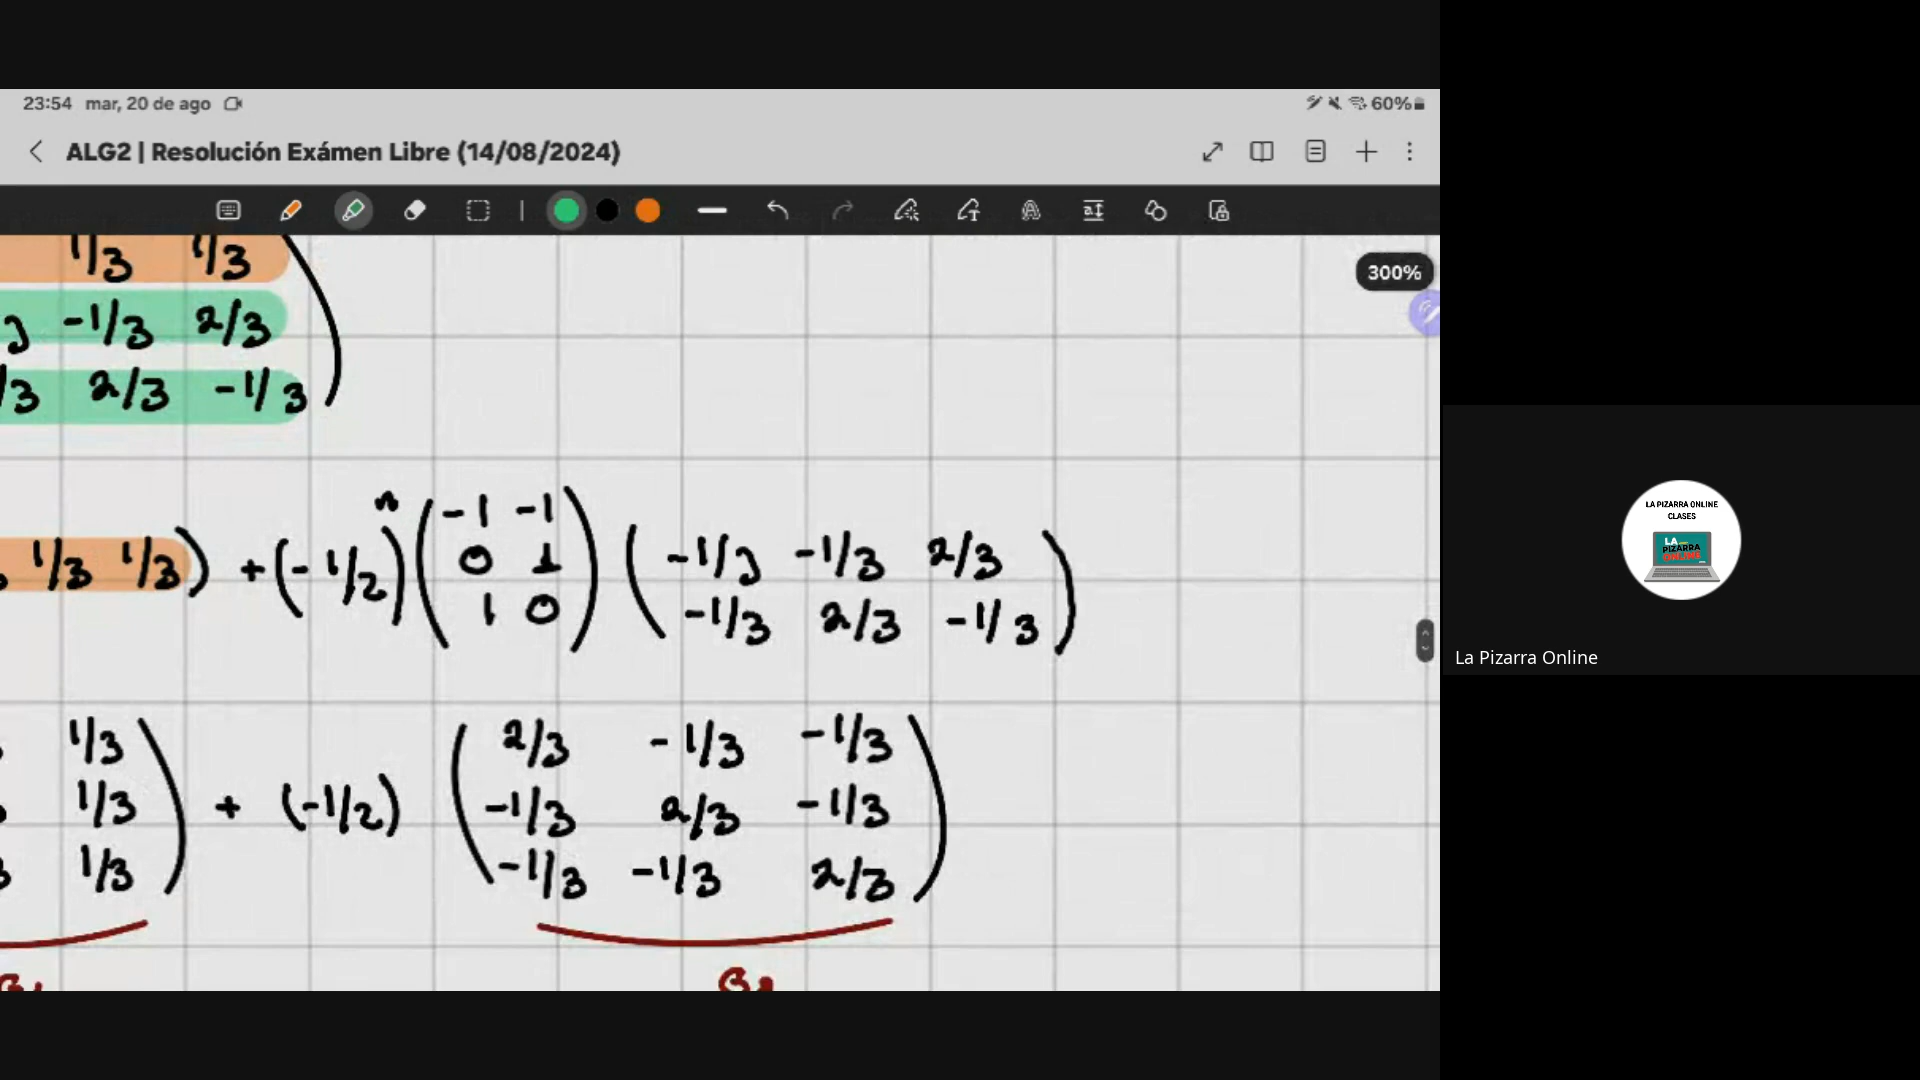 23:54 mar, 20 de ago 60%
ALG2 | Resolución Exámen Libre (14/08/2024)
300%
1/3 1/3
-1/3 2/3
/3 2/3 -1/3
1/3 1/3) + (-1/2)^n (-1 -1
0 1
1 0) (-1/3 -1/3 2/3
-1/3 2/3 -1/3)
1/3
1/3
1/3) + (-1/2) (2/3 -1/3 -1/3
-1/3 2/3 -1/3
-1/3 -1/3 2/3)
LA PIZARRA ONLINE
CLASES
LA
PIZARRA
ONLINE
La Pizarra Online